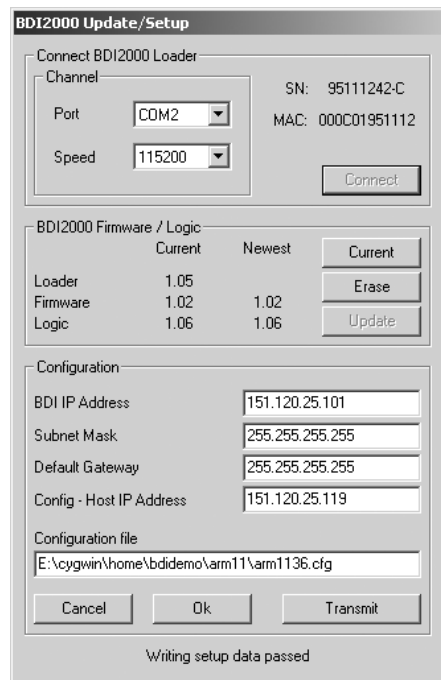 BDI2000 Update/Setup
Connect BDI2000 Loader
Channel
Port COM2
Speed 115200
SN: 95111242-C
MAC: 000C01951112
Connect
BDI2000 Firmware / Logic
Current Newest Current
Loader 1.05 Erase
Firmware 1.02 1.02
Logic 1.06 1.06 Update
Configuration
BDI IP Address 151.120.25.101
Subnet Mask 255.255.255.255
Default Gateway 255.255.255.255
Config - Host IP Address 151.120.25.119
Configuration file
E:\cygwin\home\bdidemo\arm11\arm1136.cfg
Cancel Ok Transmit
Writing setup data passed